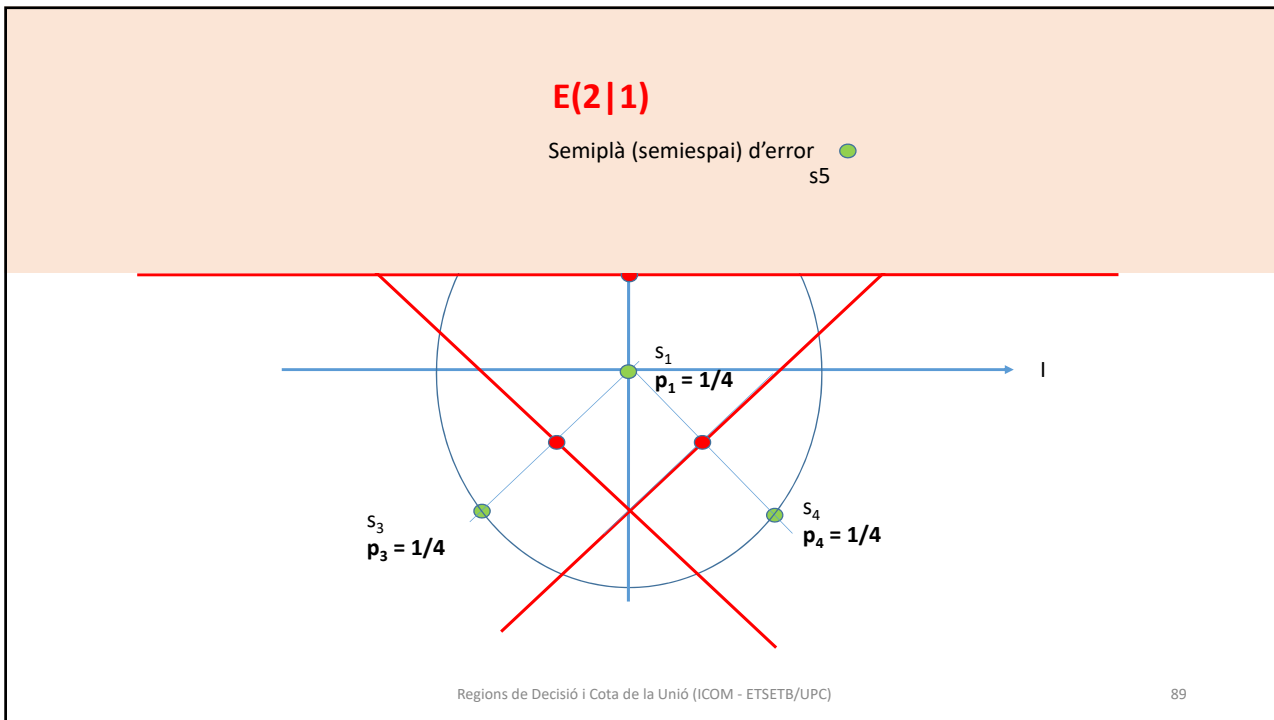 E(2|1)
Semiplà (semiespai) d'error
s5
s₁
p₁ = 1/4
I
s₃
p₃ = 1/4
s₄
p₄ = 1/4
Regions de Decisió i Cota de la Unió (ICOM - ETSETB/UPC)
89